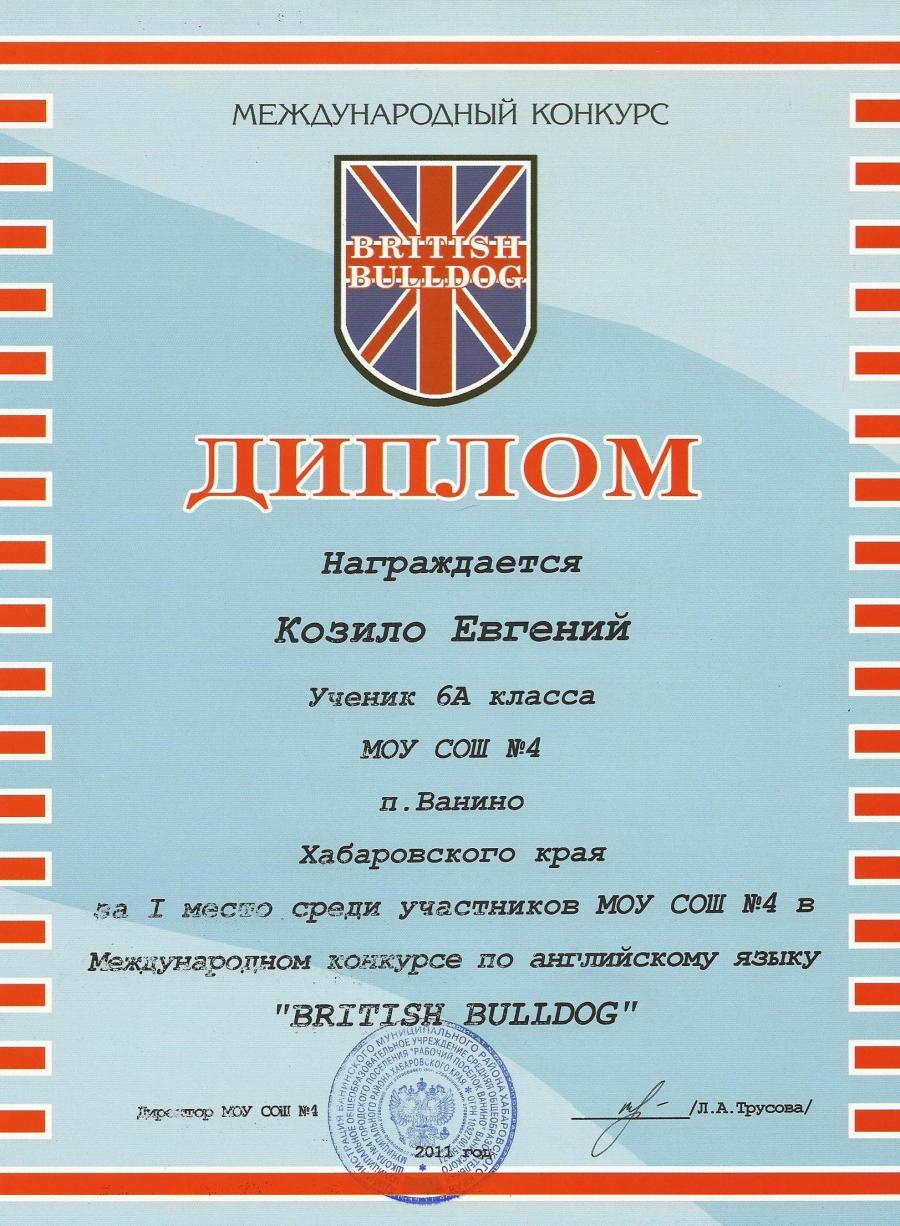 МЕЖДУНАРОДНЫЙ КОНКУРС
BRITISH
BULLDOG
ДИПЛОМ
Награждается
Козило Евгений
Ученик 6А класса
МОУ СОШ №4
п.Ванино
Хабаровского края
за I место среди участников МОУ СОШ №4 в
Международном конкурсе по английскому языку
"BRITISH BULLDOG"
Директор МОУ СОШ №4
/Л.А.Трусова/
2011 год